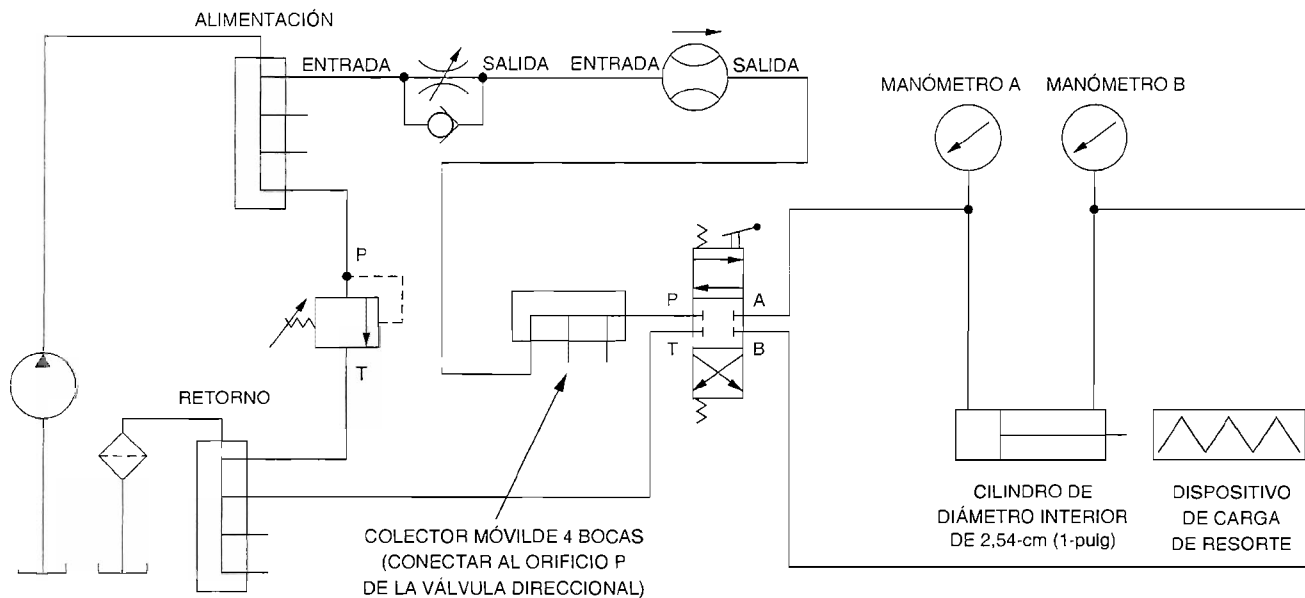 ALIMENTACIÓN
ENTRADA
SALIDA
ENTRADA
SALIDA
MANÓMETRO A
MANÓMETRO B
P
T
P
A
T
B
RETORNO
COLECTOR MÓVILDE 4 BOCAS
(CONECTAR AL ORIFICIO P
DE LA VÁLVULA DIRECCIONAL)
CILINDRO DE
DIÁMETRO INTERIOR
DE 2,54-cm (1-pulg)
DISPOSITIVO
DE CARGA
DE RESORTE